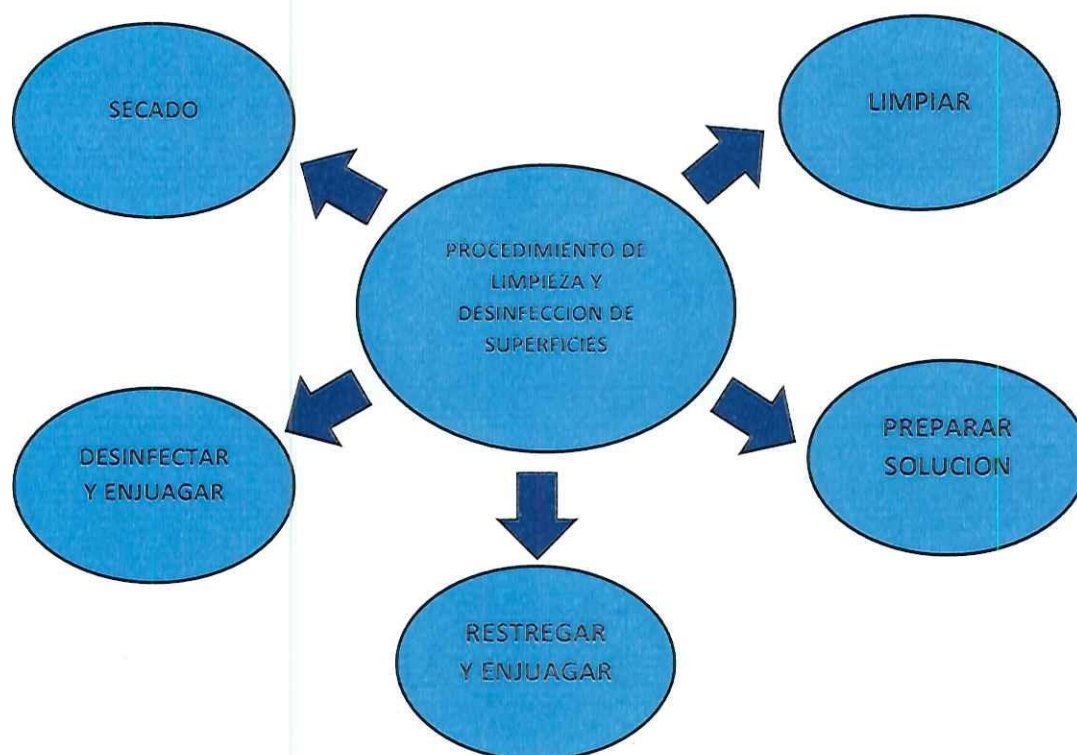 SECADO
LIMPIAR
PROCEDIMIENTO DE
LIMPIEZA Y
DESINFECCION DE
SUPERFICIES
DESINFECTAR
Y ENJUAGAR
PREPARAR
SOLUCION
RESTREGAR
Y ENJUAGAR